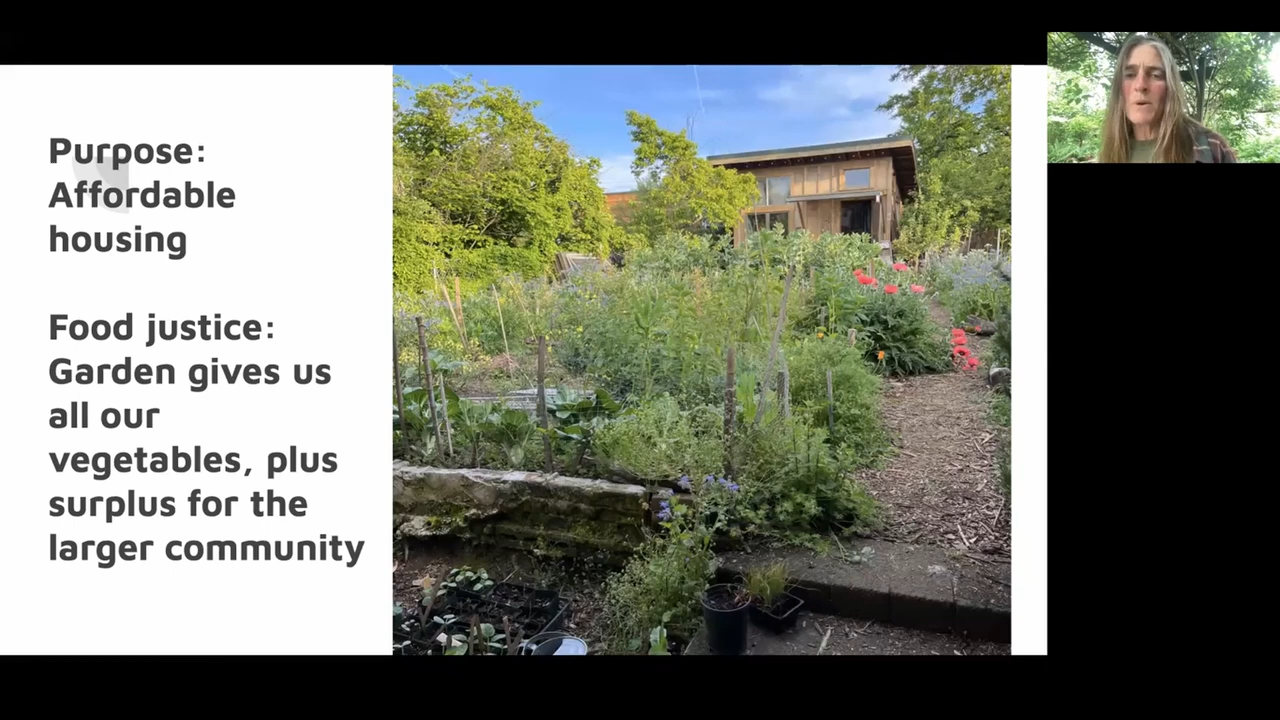 Purpose:
Affordable
housing
Food justice:
Garden gives us
all our
vegetables, plus
surplus for the
larger community